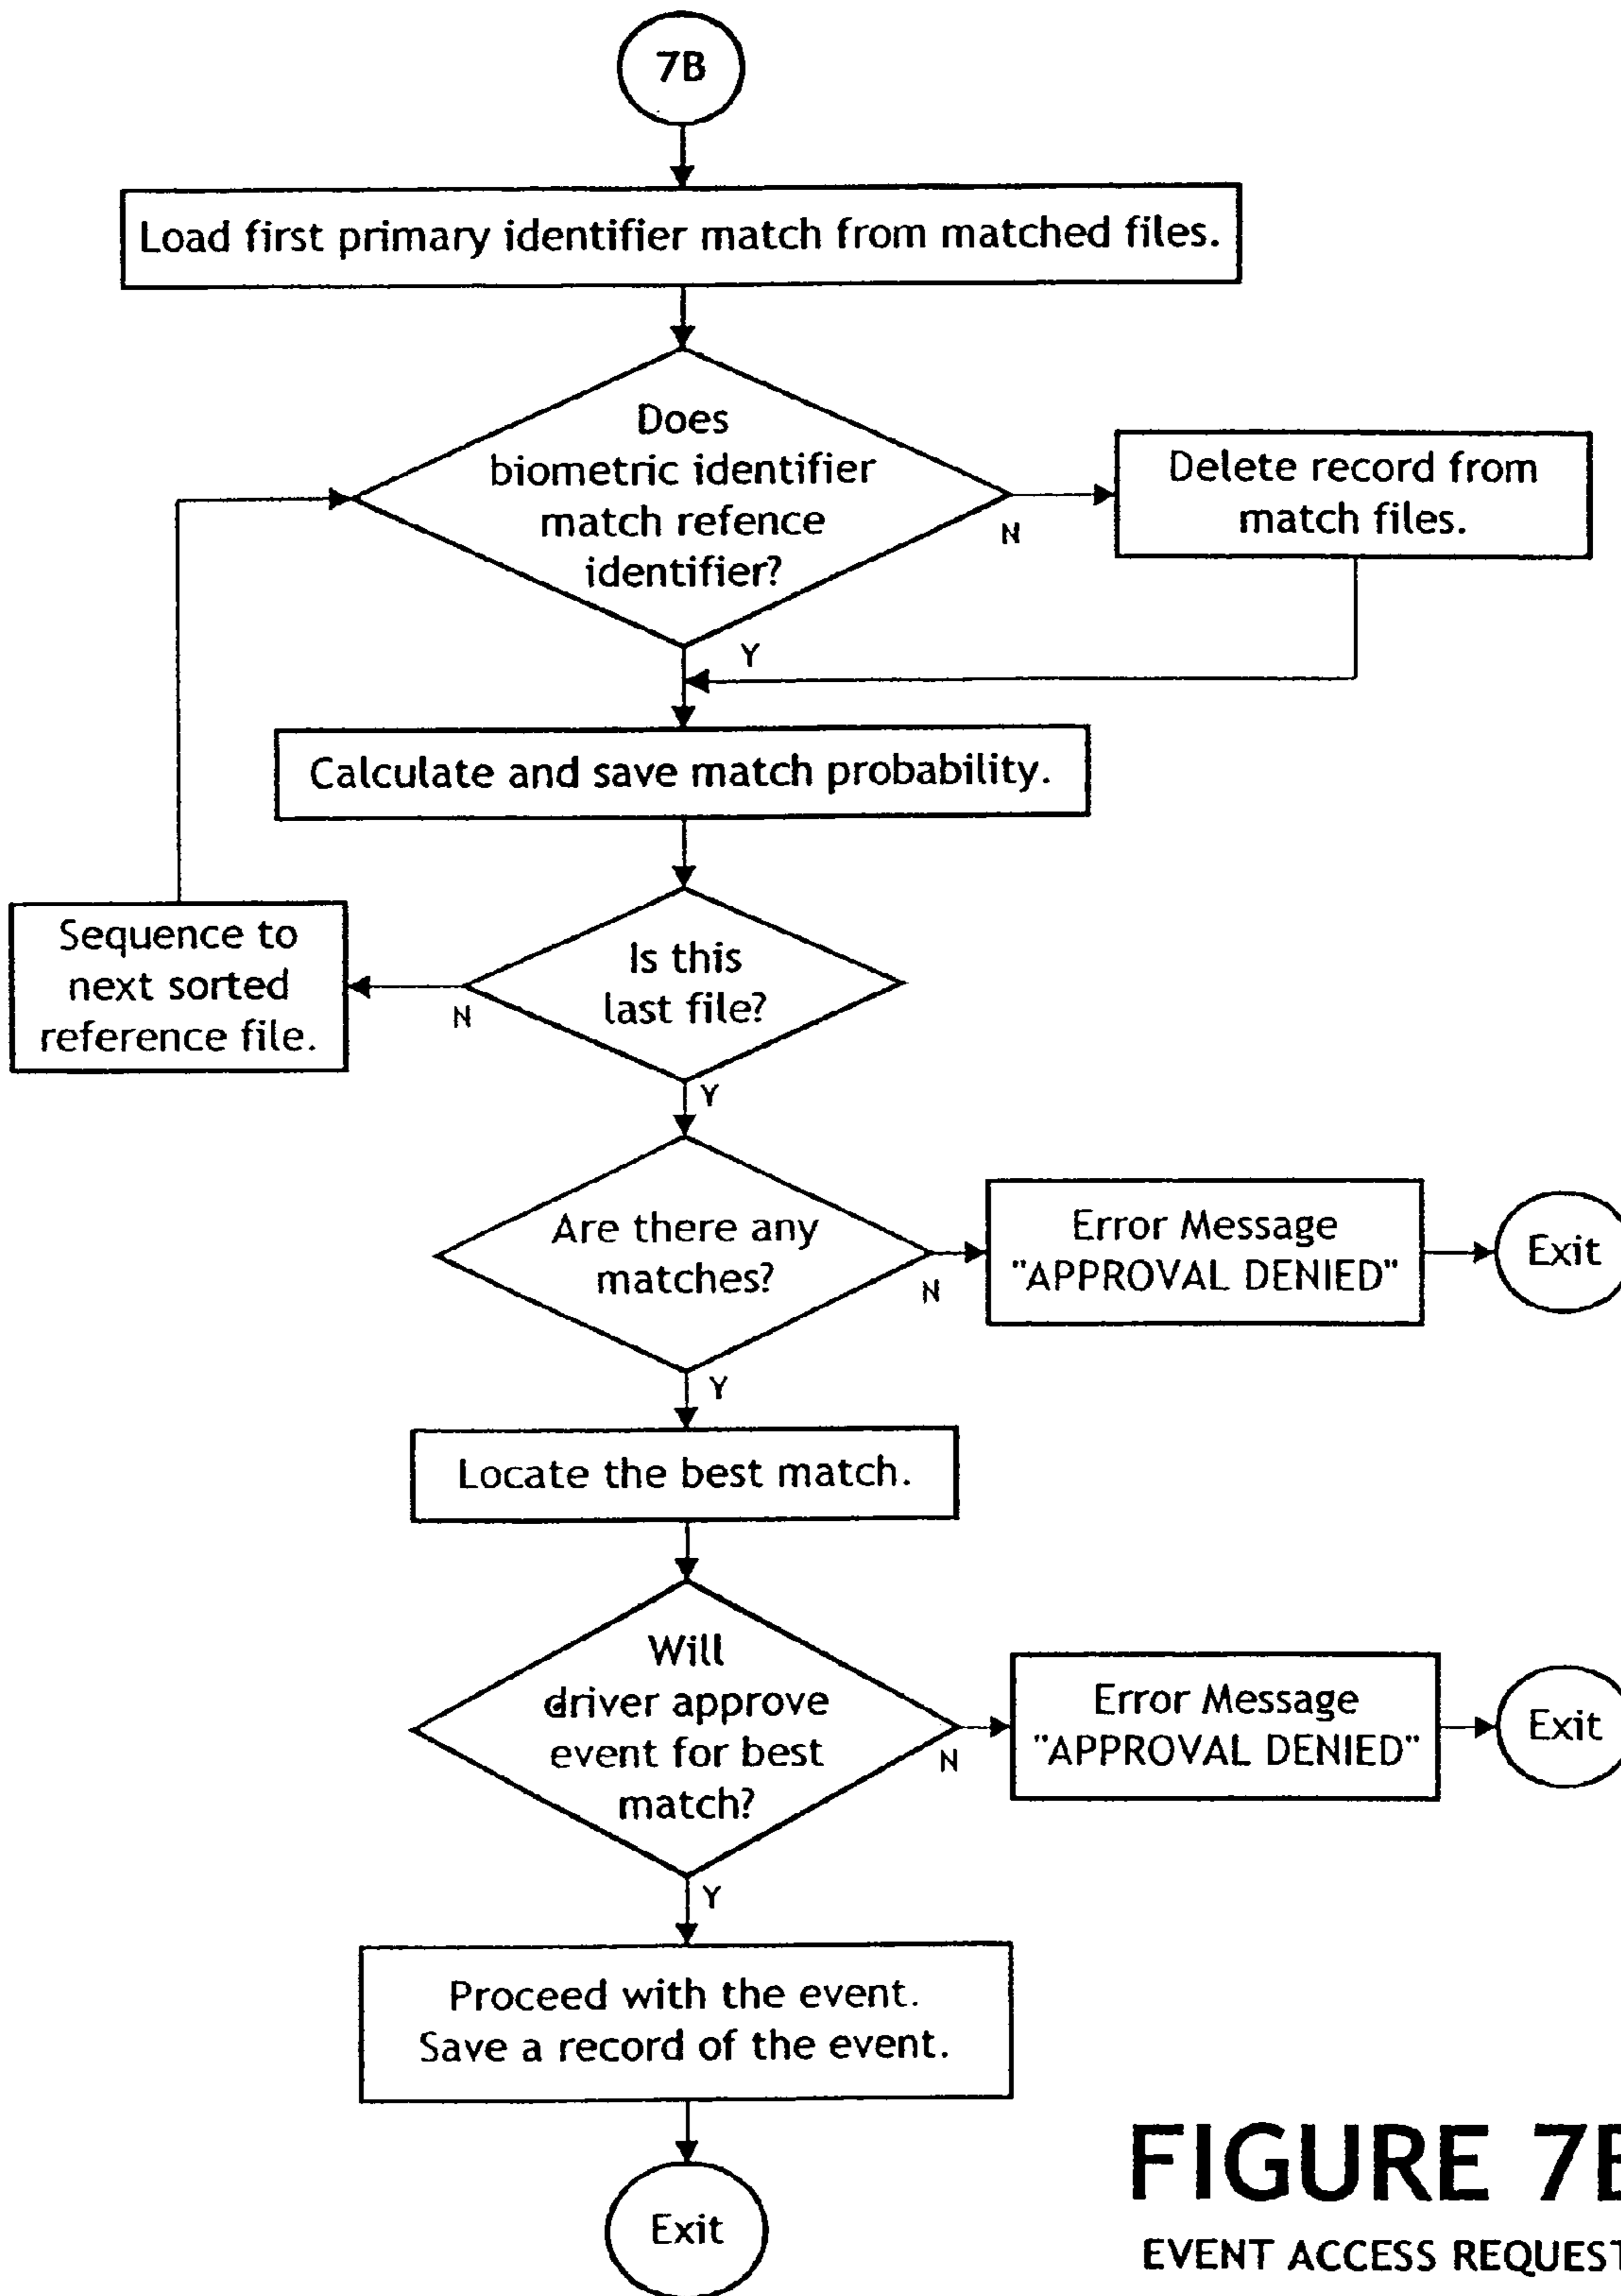 7B
Load first primary identifier match from matched files.
Does
biometric identifier
match refence
identifier?
N
Delete record from
match files.
Y
Calculate and save match probability.
Is this
last file?
N
Sequence to
next sorted
reference file.
Y
Are there any
matches?
N
Error Message
"APPROVAL DENIED"
Exit
Y
Locate the best match.
Will
driver approve
event for best
match?
N
Error Message
"APPROVAL DENIED"
Exit
Y
Proceed with the event.
Save a record of the event.
Exit
FIGURE 7B
EVENT ACCESS REQUEST